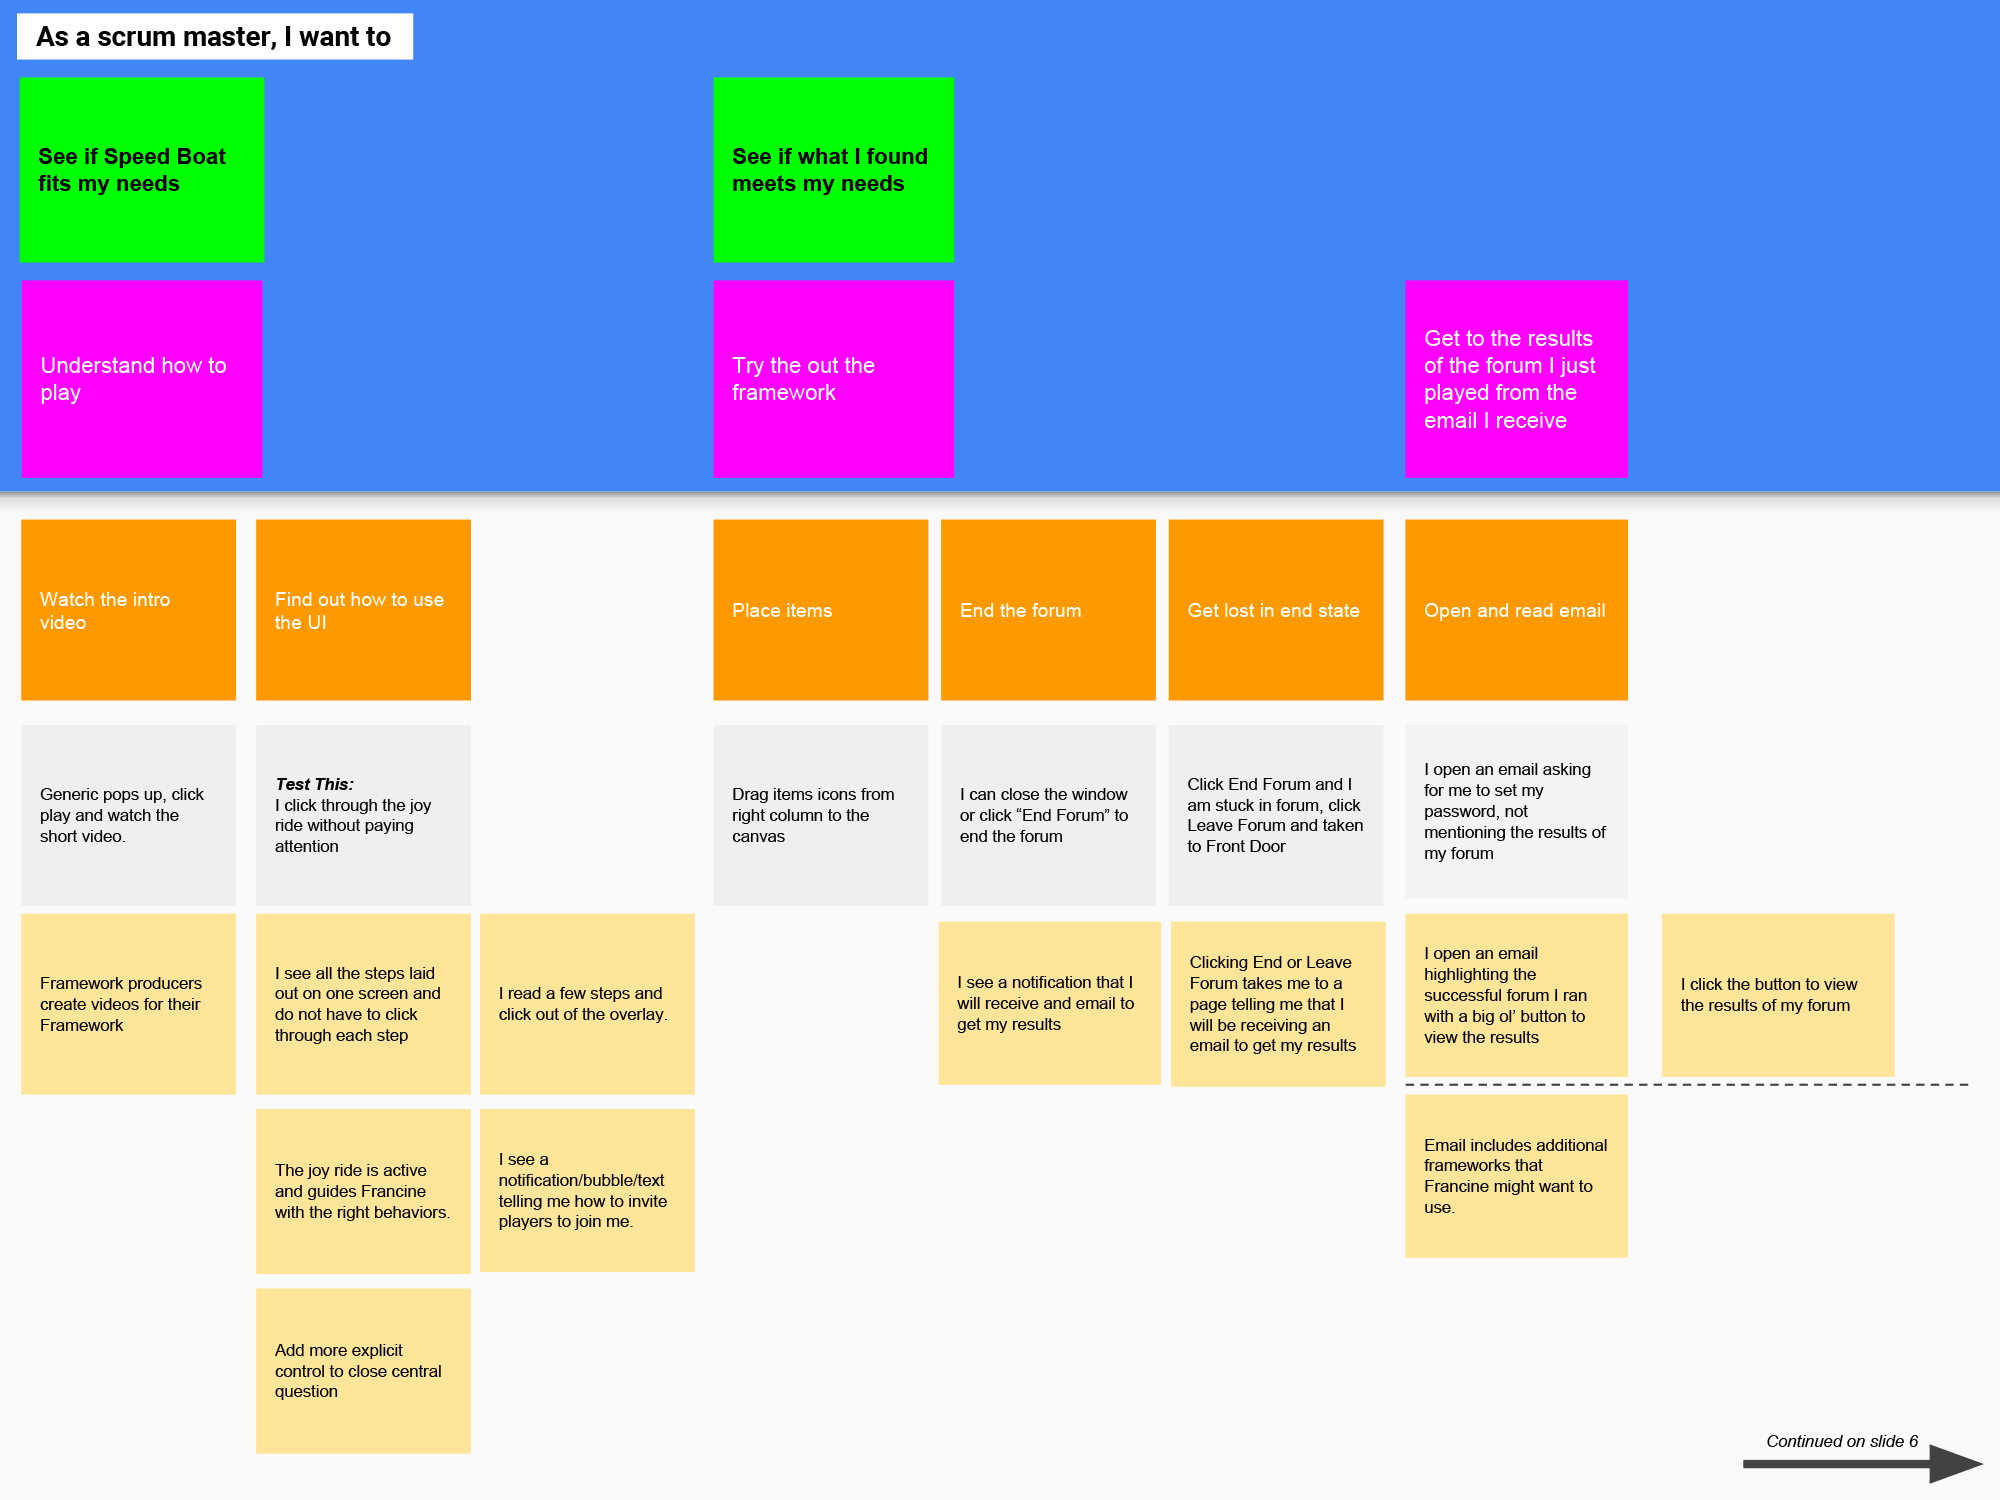 As a scrum master, I want to
See if Speed Boat
fits my needs
See if what I found
meets my needs
Understand how to
play
Try the out the
framework
Get to the results
of the forum I just
played from the
email I receive
Watch the intro
video
Find out how to use
the UI
Place items
End the forum
Get lost in end state
Open and read email
Generic pops up, click
play and watch the
short video.
Test This:
I click through the joy
ride without paying
attention
Drag items icons from
right column to the
canvas
I can close the window
or click “End Forum” to
end the forum
Click End Forum and I
am stuck in forum, click
Leave Forum and taken
to Front Door
I open an email asking
for me to set my
password, not
mentioning the results of
my forum
Framework producers
create videos for their
Framework
I see all the steps laid
out on one screen and
do not have to click
through each step
I read a few steps and
click out of the overlay.
I see a notification that I
will receive and email to
get my results
Clicking End or Leave
Forum takes me to a
page telling me that I
will be receiving an
email to get my results
I open an email
highlighting the
successful forum I ran
with a big ol’ button to
view the results
I click the button to view
the results of my forum
The joy ride is active
and guides Francine
with the right behaviors.
I see a
notification/bubble/text
telling me how to invite
players to join me.
Email includes additional
frameworks that
Francine might want to
use.
Add more explicit
control to close central
question
Continued on slide 6